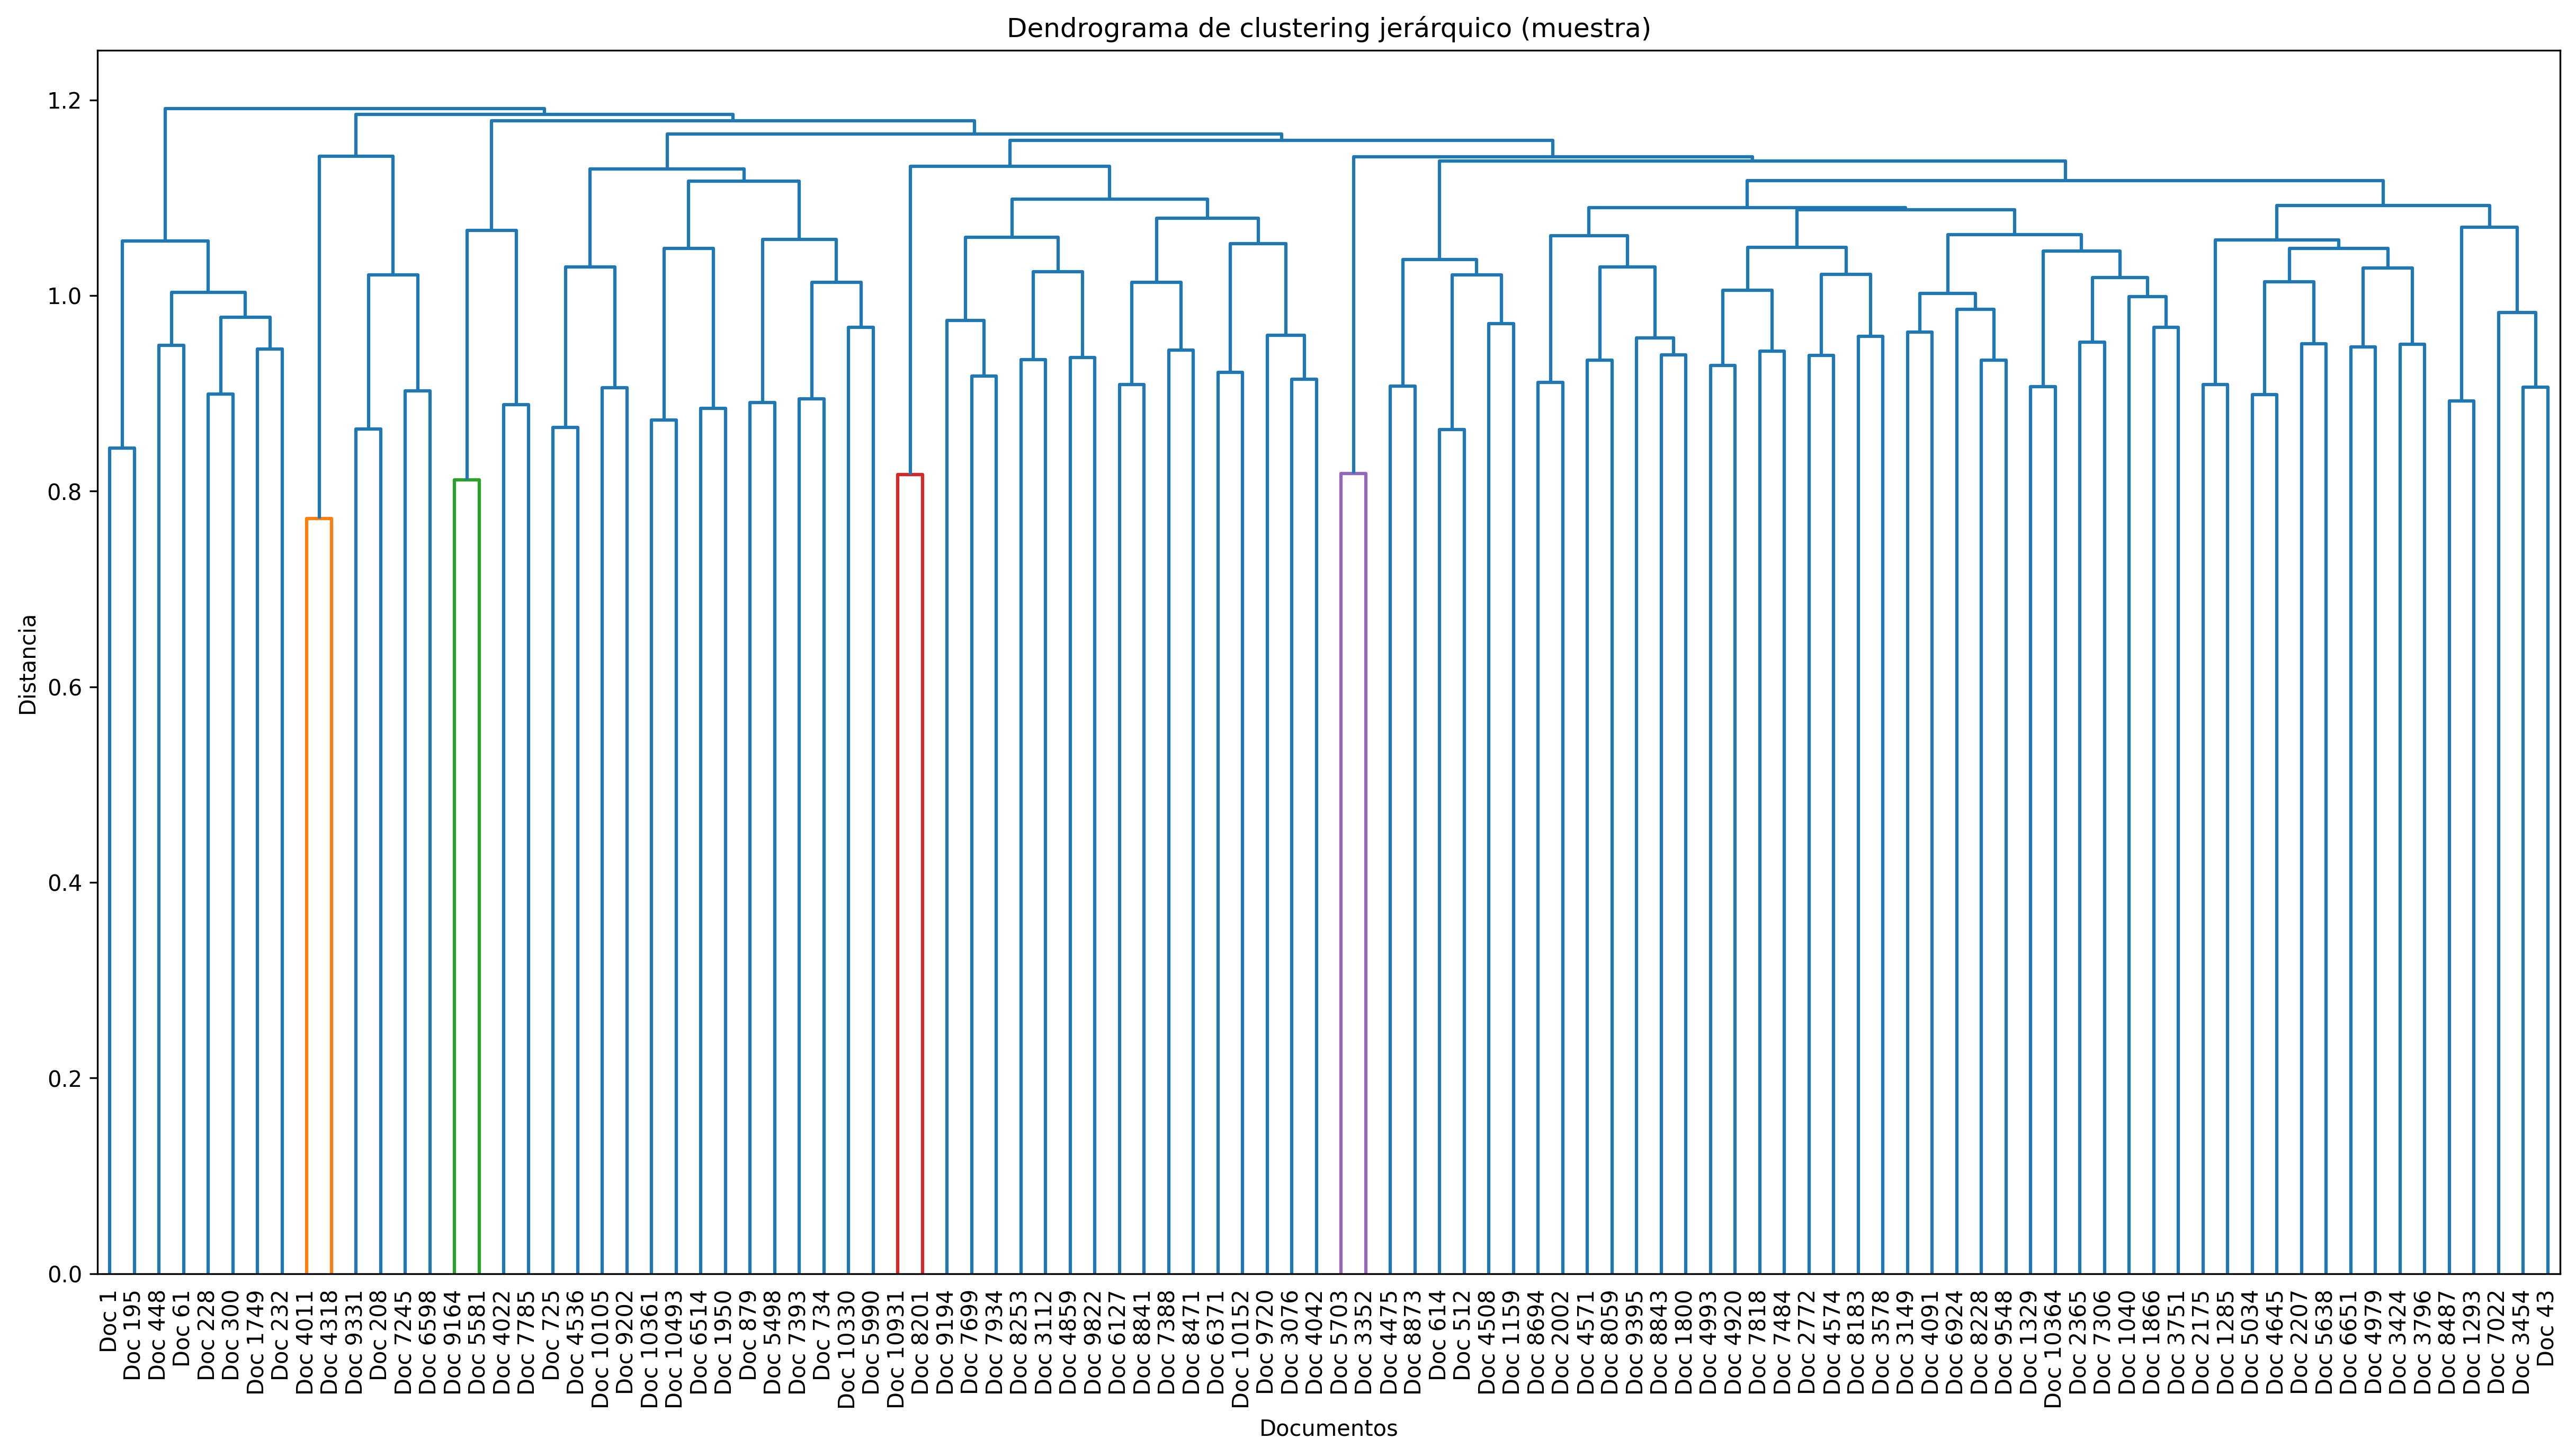 Dendrograma de clustering jerárquico (muestra)
1.2
1.0
0.8
0.6
0.4
0.2
0.0
Distancia
Doc 1
Doc 195
Doc 448
Doc 61
Doc 228
Doc 300
Doc 1749
Doc 232
Doc 4011
Doc 4318
Doc 9331
Doc 208
Doc 7245
Doc 6598
Doc 9164
Doc 5581
Doc 4022
Doc 7785
Doc 725
Doc 4536
Doc 10105
Doc 9202
Doc 10361
Doc 10493
Doc 6514
Doc 1950
Doc 879
Doc 5498
Doc 7393
Doc 734
Doc 10330
Doc 5990
Doc 10931
Doc 8201
Doc 9194
Doc 7699
Doc 7934
Doc 8253
Doc 3112
Doc 4859
Doc 9822
Doc 6127
Doc 8841
Doc 7388
Doc 8471
Doc 6371
Doc 10152
Doc 9720
Doc 3076
Doc 4042
Doc 5703
Doc 3352
Doc 4475
Doc 8873
Doc 614
Doc 512
Doc 4508
Doc 1159
Doc 8694
Doc 2002
Doc 4571
Doc 8059
Doc 9395
Doc 8843
Doc 1800
Doc 4993
Doc 4920
Doc 7818
Doc 7484
Doc 2772
Doc 4574
Doc 8183
Doc 3578
Doc 3149
Doc 4091
Doc 6924
Doc 8228
Doc 9548
Doc 1329
Doc 10364
Doc 2365
Doc 7306
Doc 1040
Doc 1866
Doc 3751
Doc 2175
Doc 1285
Doc 5034
Doc 4645
Doc 2207
Doc 5638
Doc 6651
Doc 4979
Doc 3424
Doc 3796
Doc 8487
Doc 1293
Doc 7022
Doc 3454
Doc 43
Documentos